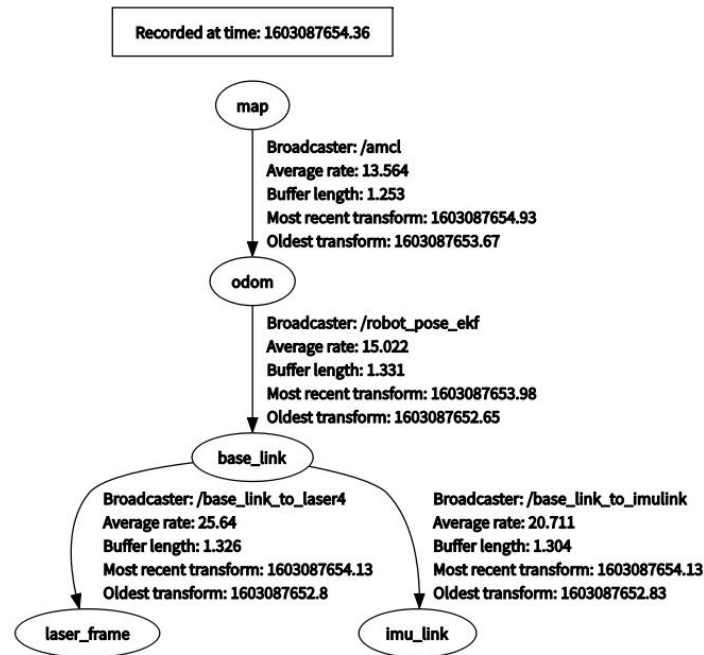 Recorded at time: 1603087654.36
map
Broadcaster: /amcl
Average rate: 13.564
Buffer length: 1.253
Most recent transform: 1603087654.93
Oldest transform: 1603087653.67
odom
Broadcaster: /robot_pose_ekf
Average rate: 15.022
Buffer length: 1.331
Most recent transform: 1603087653.98
Oldest transform: 1603087652.65
base_link
Broadcaster: /base_link_to_laser4
Average rate: 25.64
Buffer length: 1.326
Most recent transform: 1603087654.13
Oldest transform: 1603087652.8
Broadcaster: /base_link_to_imulink
Average rate: 20.711
Buffer length: 1.304
Most recent transform: 1603087654.13
Oldest transform: 1603087652.83
laser_frame
imu_link